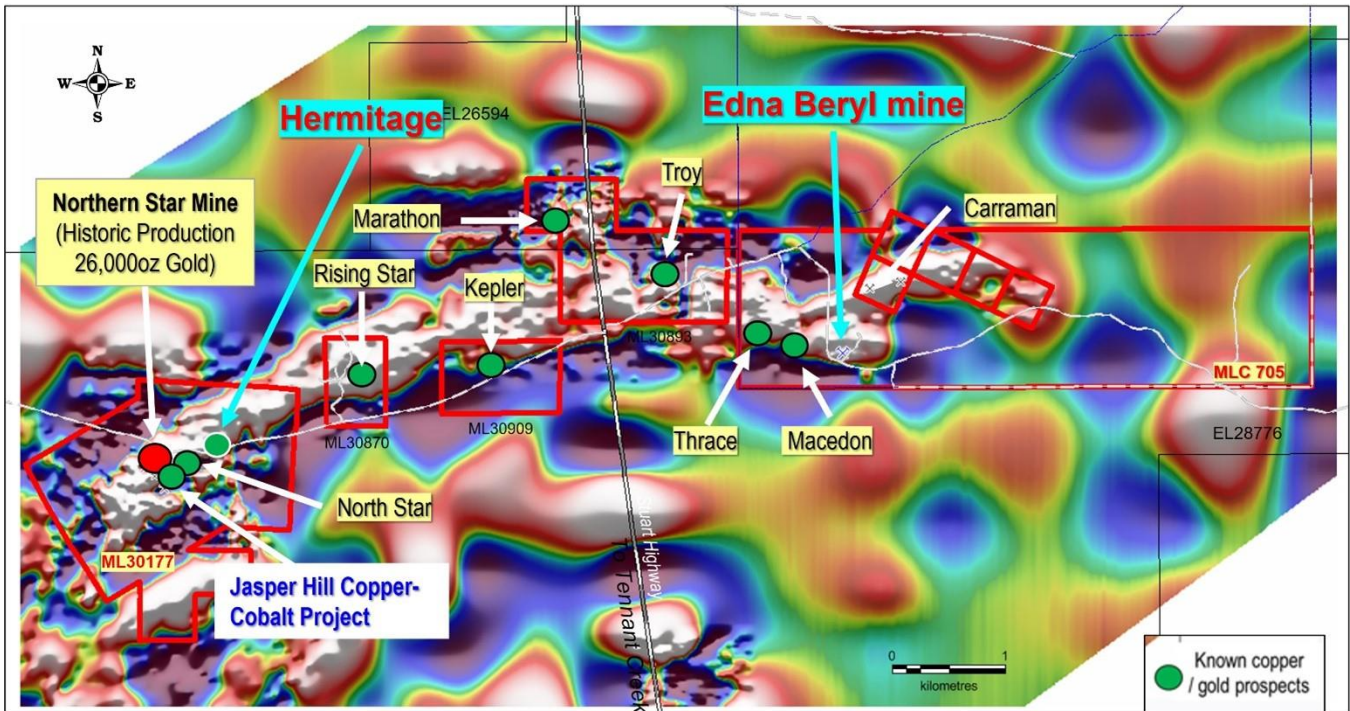 N
W E
S
Hermitage
EL26594
Edna Beryl mine
Northern Star Mine
(Historic Production
26,000oz Gold)
Marathon
Troy
Carraman
Rising Star
Kepler
ML30893
MLC 705
Thrace
Macedon
ML30870
ML30909
EL28776
North Star
ML30177
Jasper Hill Copper-
Cobalt Project
Stuart Highway
To Tennant Creek
0 1
kilometres
Known copper
/ gold prospects